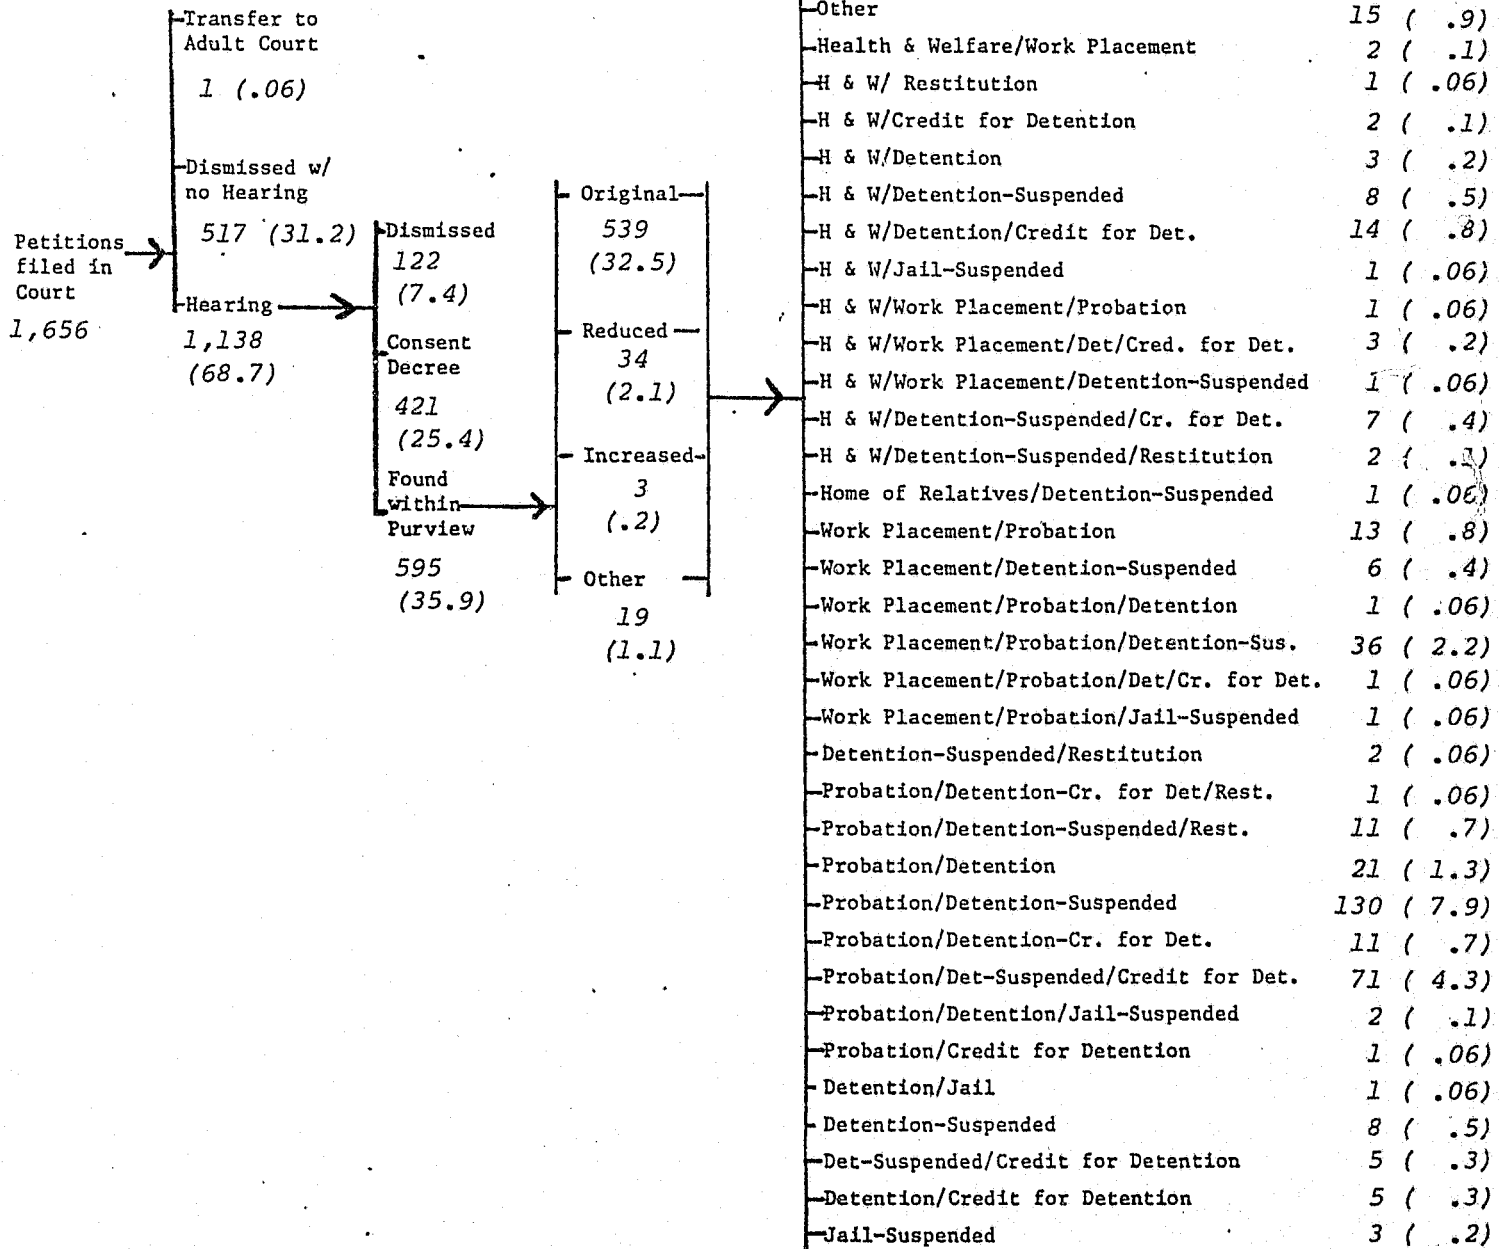 Transfer to
Adult Court
1 (.06)
Dismissed w/
no Hearing
517 (31.2)
Petitions
filed in
Court
1,656
Hearing
1,138
(68.7)
Dismissed
122
(7.4)
Consent
Decree
421
(25.4)
Found
within
Purview
595
(35.9)
Original
539
(32.5)
Reduced
34
(2.1)
Increased
3
(.2)
Other
19
(1.1)
Other 15 ( .9)
Health & Welfare/Work Placement 2 ( .1)
H & W/ Restitution 1 ( .06)
H & W/Credit for Detention 2 ( .1)
H & W/Detention 3 ( .2)
H & W/Detention-Suspended 8 ( .5)
H & W/Detention/Credit for Det. 14 ( .8)
H & W/Jail-Suspended 1 ( .06)
H & W/Work Placement/Probation 1 ( .06)
H & W/Work Placement/Det/Cred. for Det. 3 ( .2)
H & W/Work Placement/Detention-Suspended 1 ( .06)
H & W/Detention-Suspended/Cr. for Det. 7 ( .4)
H & W/Detention-Suspended/Restitution 2 ( .1)
Home of Relatives/Detention-Suspended 1 ( .06)
Work Placement/Probation 13 ( .8)
Work Placement/Detention-Suspended 6 ( .4)
Work Placement/Probation/Detention 1 ( .06)
Work Placement/Probation/Detention-Sus. 36 ( 2.2)
Work Placement/Probation/Det/Cr. for Det. 1 ( .06)
Work Placement/Probation/Jail-Suspended 1 ( .06)
Detention-Suspended/Restitution 2 ( .06)
Probation/Detention-Cr. for Det/Rest. 1 ( .06)
Probation/Detention-Suspended/Rest. 11 ( .7)
Probation/Detention 21 ( 1.3)
Probation/Detention-Suspended 130 ( 7.9)
Probation/Detention-Cr. for Det. 11 ( .7)
Probation/Det-Suspended/Credit for Det. 71 ( 4.3)
Probation/Detention/Jail-Suspended 2 ( .1)
Probation/Credit for Detention 1 ( .06)
Detention/Jail 1 ( .06)
Detention-Suspended 8 ( .5)
Det-Suspended/Credit for Detention 5 ( .3)
Detention/Credit for Detention 5 ( .3)
Jail-Suspended 3 ( .2)